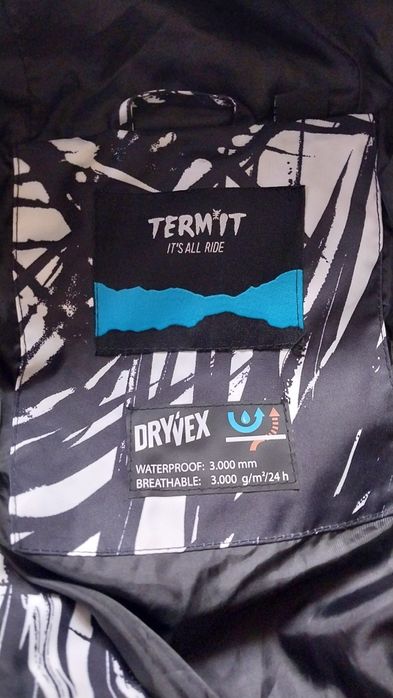 TERMIT
IT'S ALL RIDE
DRYVEX
WATERPROOF: 3.000 mm
BREATHABLE: 3.000 g/m²/24 h